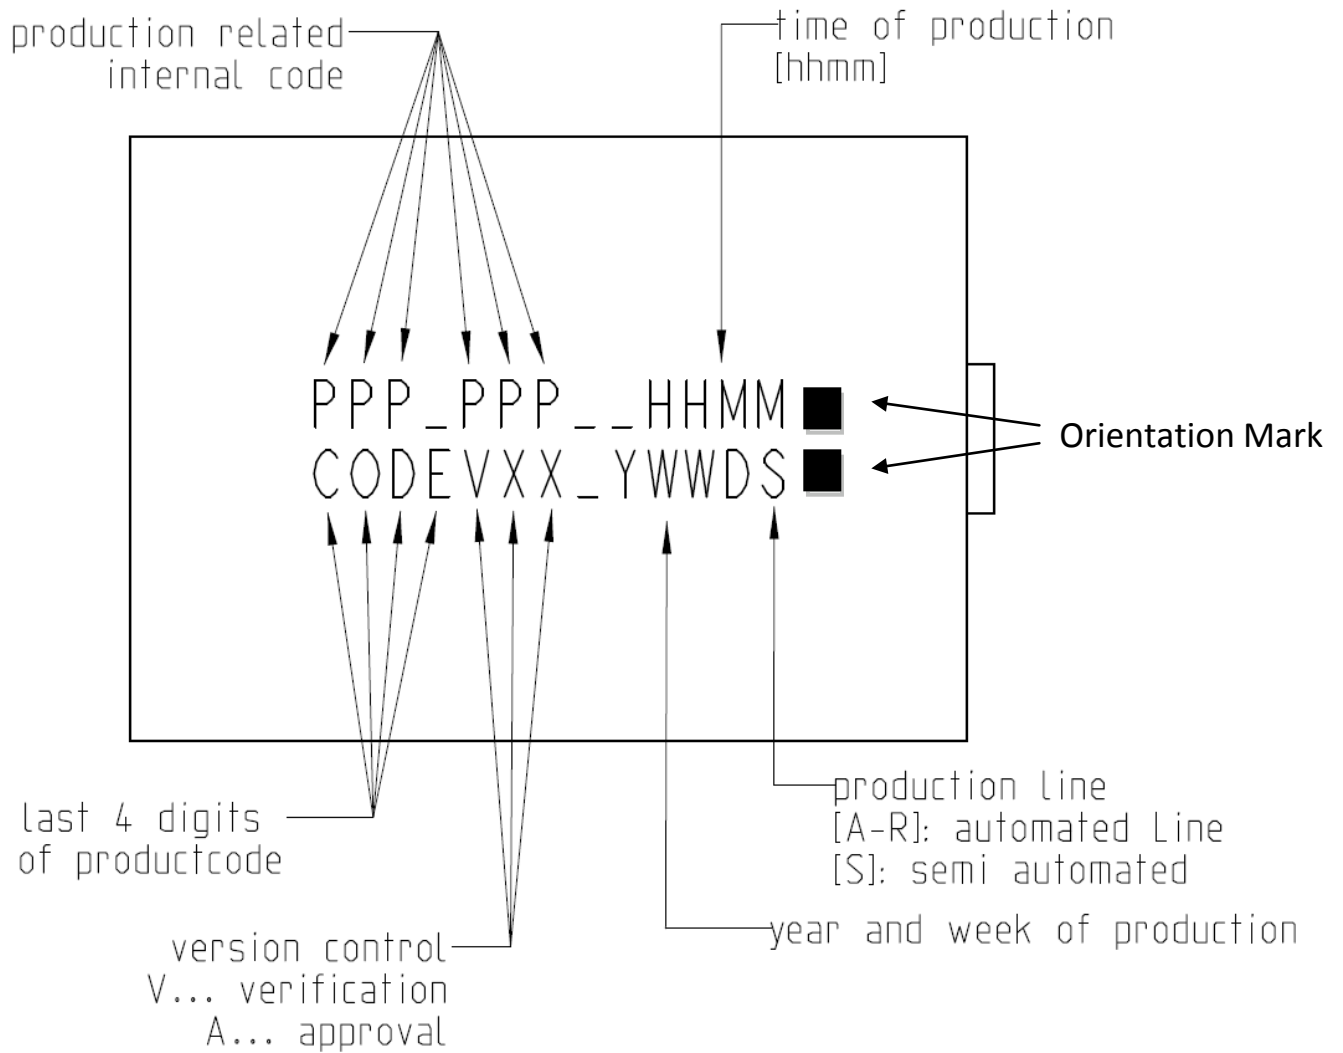 production related
internal code
time of production
[hhmm]
PPP_PPP__HHMM
CODEVXX_YWWDS
Orientation Mark
last 4 digits
of productcode
production line
[A-R]: automated Line
[S]: semi automated
year and week of production
version control
V... verification
A... approval